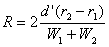 R = 2 d'(r₂ - r₁) / W₁ + W₂